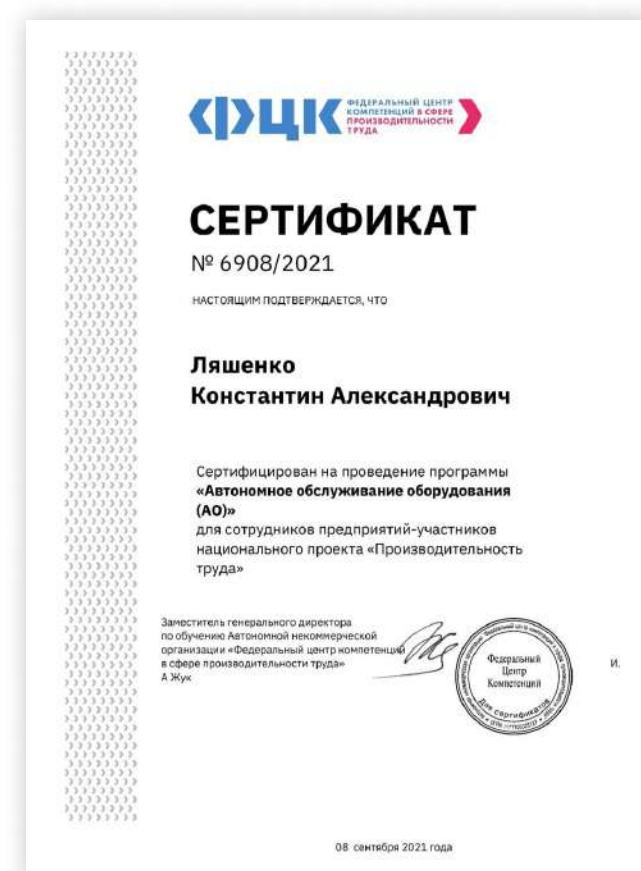 ФЦК
ФЕДЕРАЛЬНЫЙ ЦЕНТР
КОМПЕТЕНЦИЙ В СФЕРЕ
ПРОИЗВОДИТЕЛЬНОСТИ
ТРУДА
СЕРТИФИКАТ
№ 6908/2021
НАСТОЯЩИМ ПОДТВЕРЖДАЕТСЯ, ЧТО
Ляшенко
Константин Александрович
Сертифицирован на проведение программы
«Автономное обслуживание оборудования
(АО)»
для сотрудников предприятий-участников
национального проекта «Производительность
труда»
Заместитель генерального директора
по обучению Автономной некоммерческой
организации «Федеральный центр компетенций
в сфере производительности труда»
А Жук
И.
Федеральный
Центр
Компетенций
Для сертификатов
08 сентября 2021 года